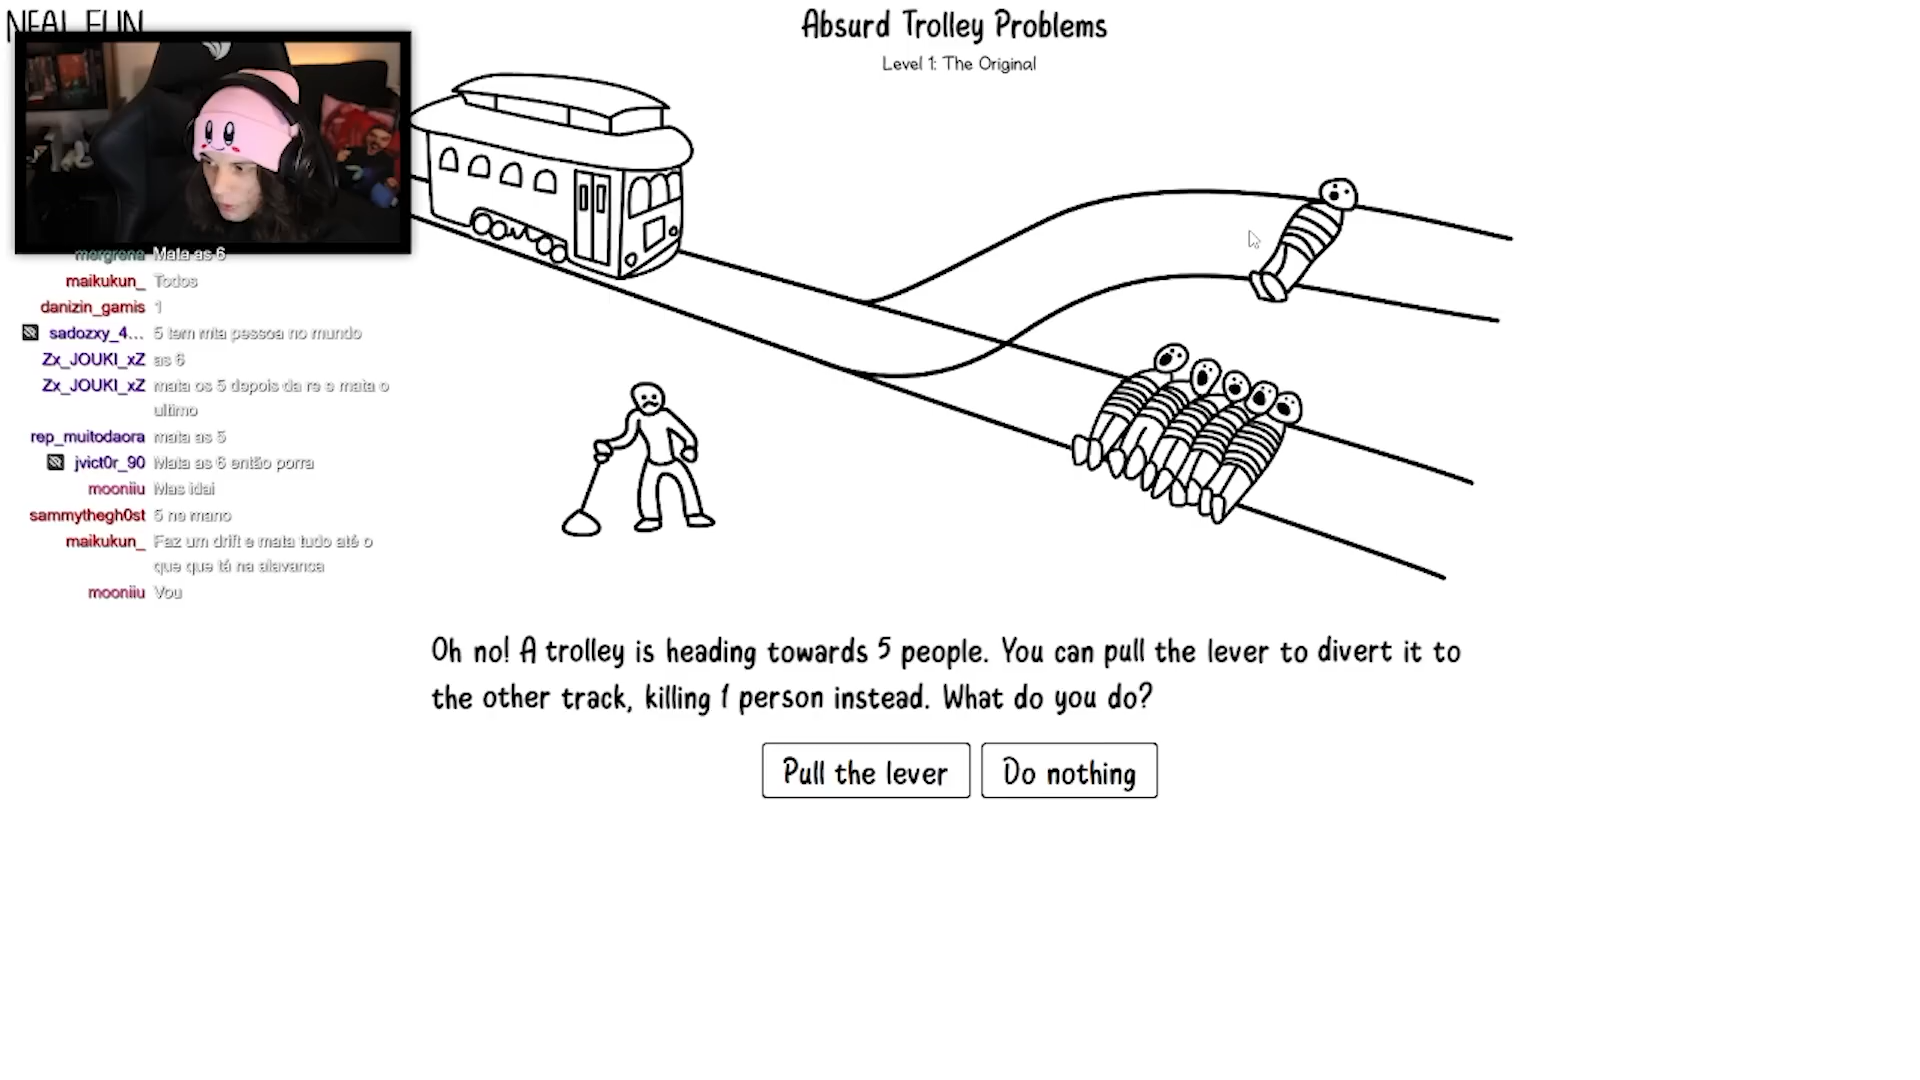 NEAL.FUN
Absurd Trolley Problems
Level 1: The Original
morgrena Mata as 6
maikukun_ Todos
danizin_gamis 1
sadozxy_4... 5 tem mta pessoa no mundo
Zx_JOUKI_xZ as 6
Zx_JOUKI_xZ mata os 5 depois da re e mata o
ultimo
rep_muitodaora mata as 5
jvict0r_90 Mata as 6 então porra
mooniiu Mas idai
sammythegh0st 5 ne mano
maikukun_ Faz um drift e mata tudo até o
que que tá na alavanca
mooniiu Vou
Oh no! A trolley is heading towards 5 people. You can pull the lever to divert it to
the other track, killing 1 person instead. What do you do?
Pull the lever
Do nothing